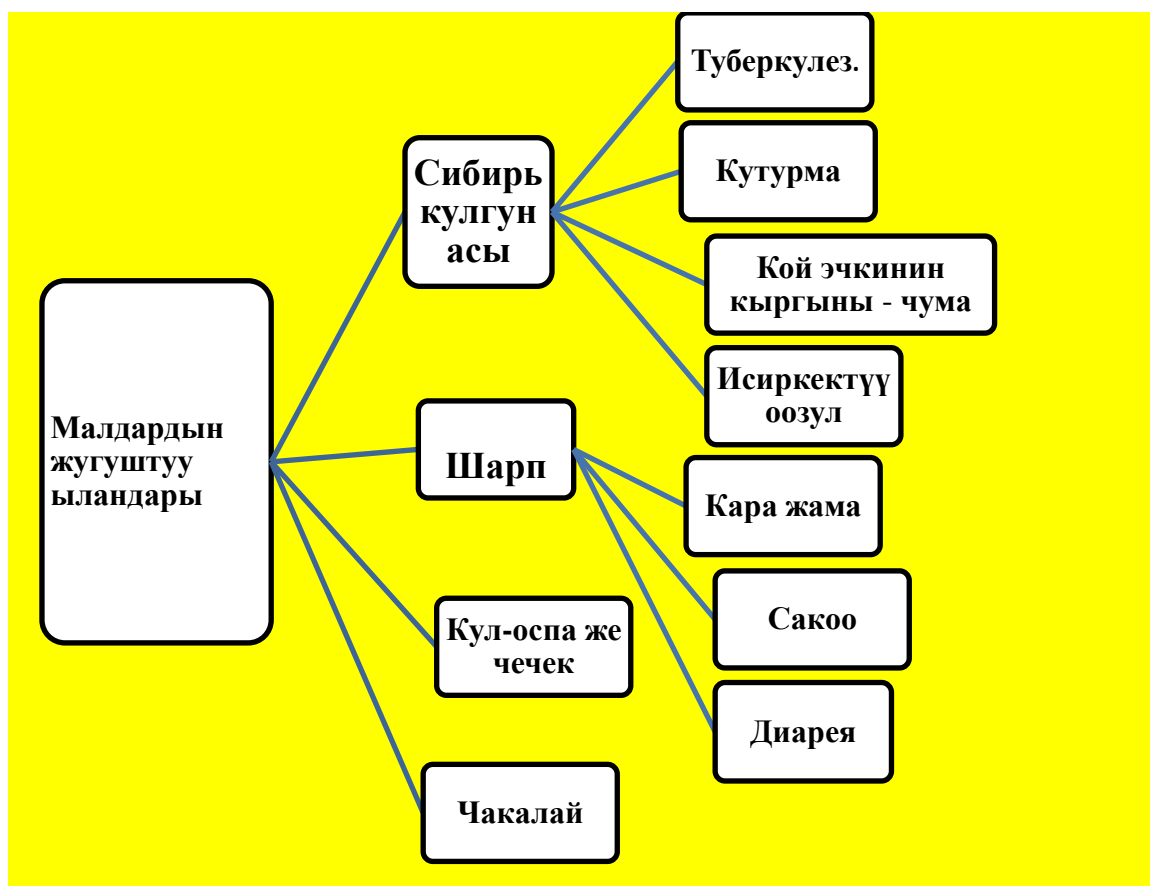 Малдардын
жугуштуу
ыландары
Сибирь
кулгун
асы
Туберкулез.
Кутурма
Кой эчкинин
кыргыны - чума
Исиркектүү
оозул
Шарп
Кара жама
Сакоо
Диарея
Кул-оспа же
чечек
Чакалай